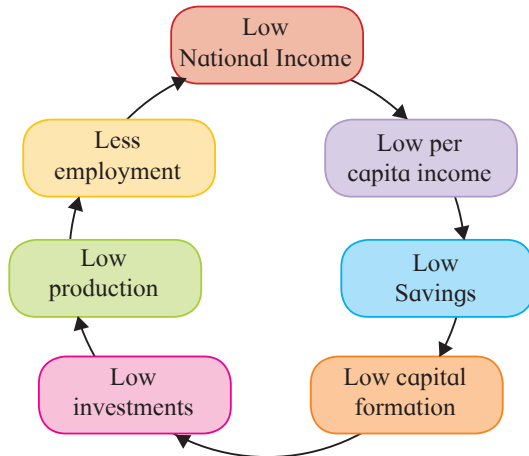 Low
National Income
Low per
capita income
Low
Savings
Low capital
formation
Low
investments
Low
production
Less
employment